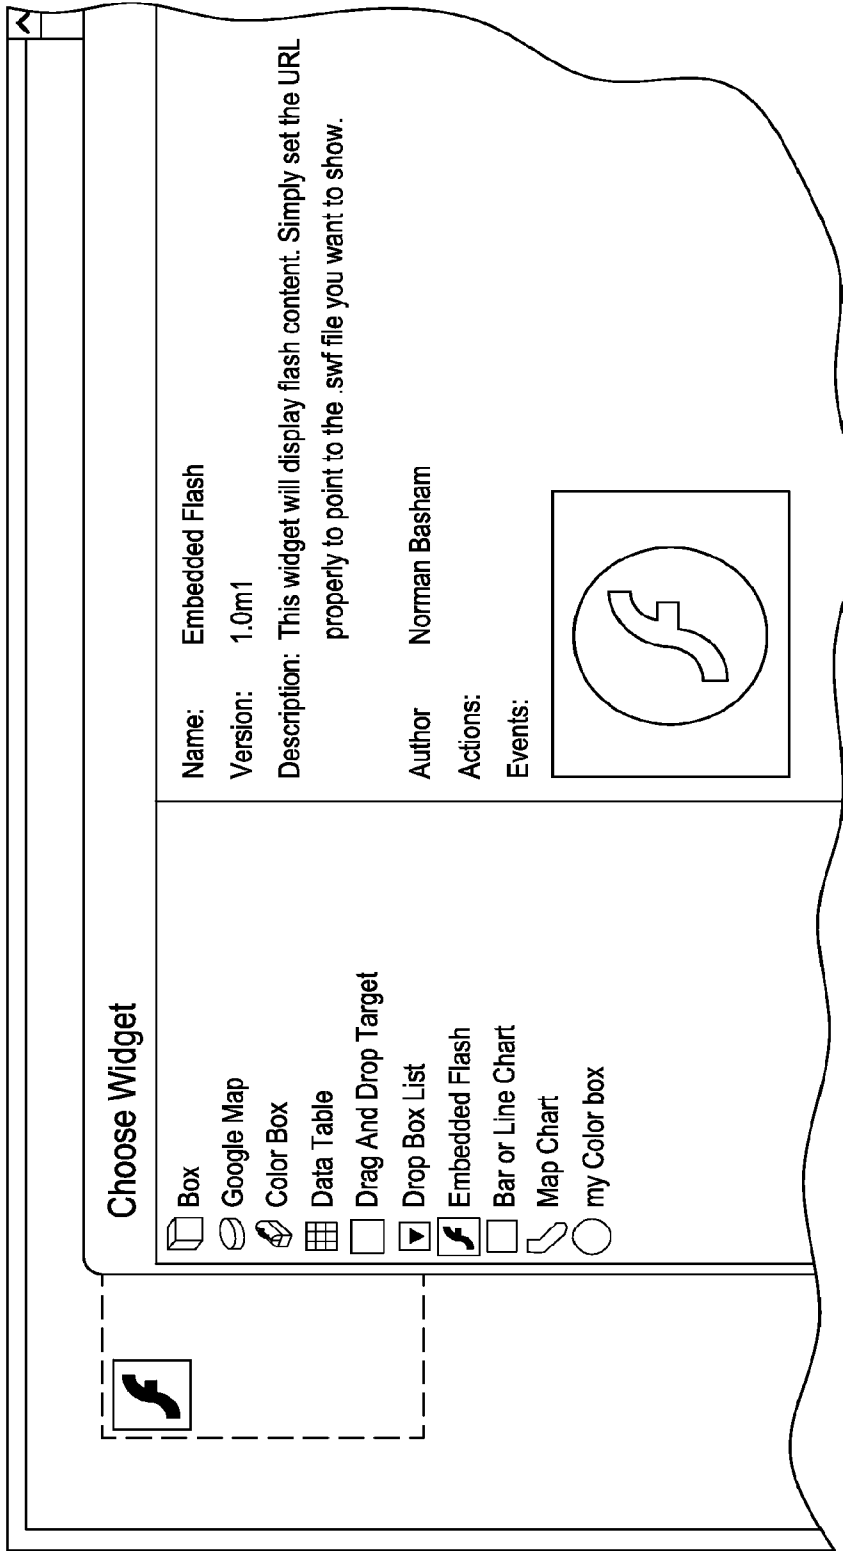 Choose Widget
Box
Google Map
Color Box
Data Table
Drag And Drop Target
Drop Box List
Embedded Flash
Bar or Line Chart
Map Chart
my Color box
Name: Embedded Flash
Version: 1.0m1
Description: This widget will display flash content. Simply set the URL
properly to point to the .swf file you want to show.
Author Norman Basham
Actions:
Events: